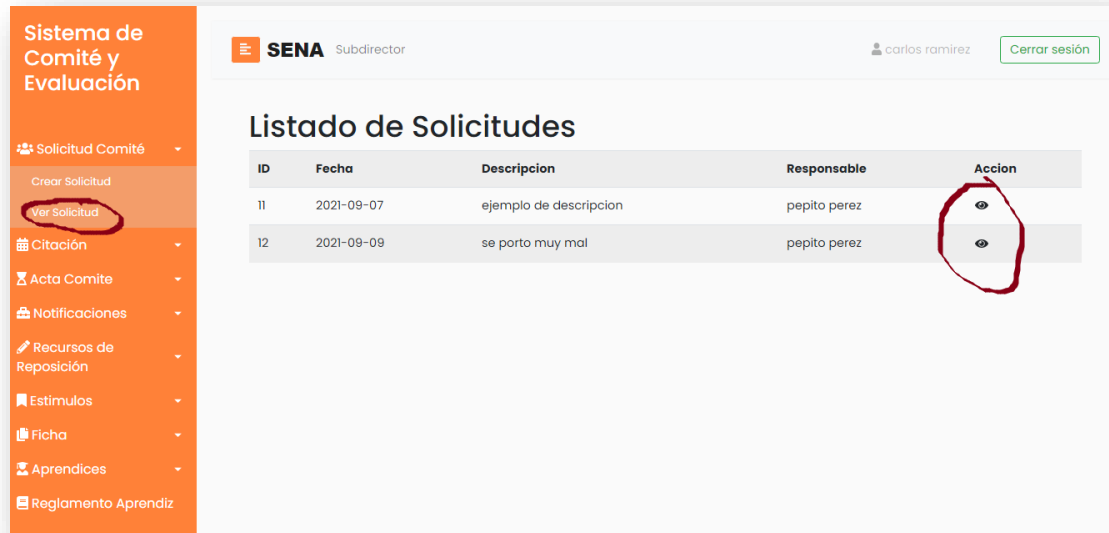 Sistema de
Comité y
Evaluación
SENA Subdirector
carlos ramirez
Cerrar sesión
Solicitud Comité
Crear Solicitud
Ver Solicitud
Citación
Acta Comite
Notificaciones
Recursos de
Reposición
Estimulos
Ficha
Aprendices
Reglamento Aprendiz
Listado de Solicitudes
ID Fecha Descripcion Responsable Accion
11 2021-09-07 ejemplo de descripcion pepito perez
12 2021-09-09 se porto muy mal pepito perez